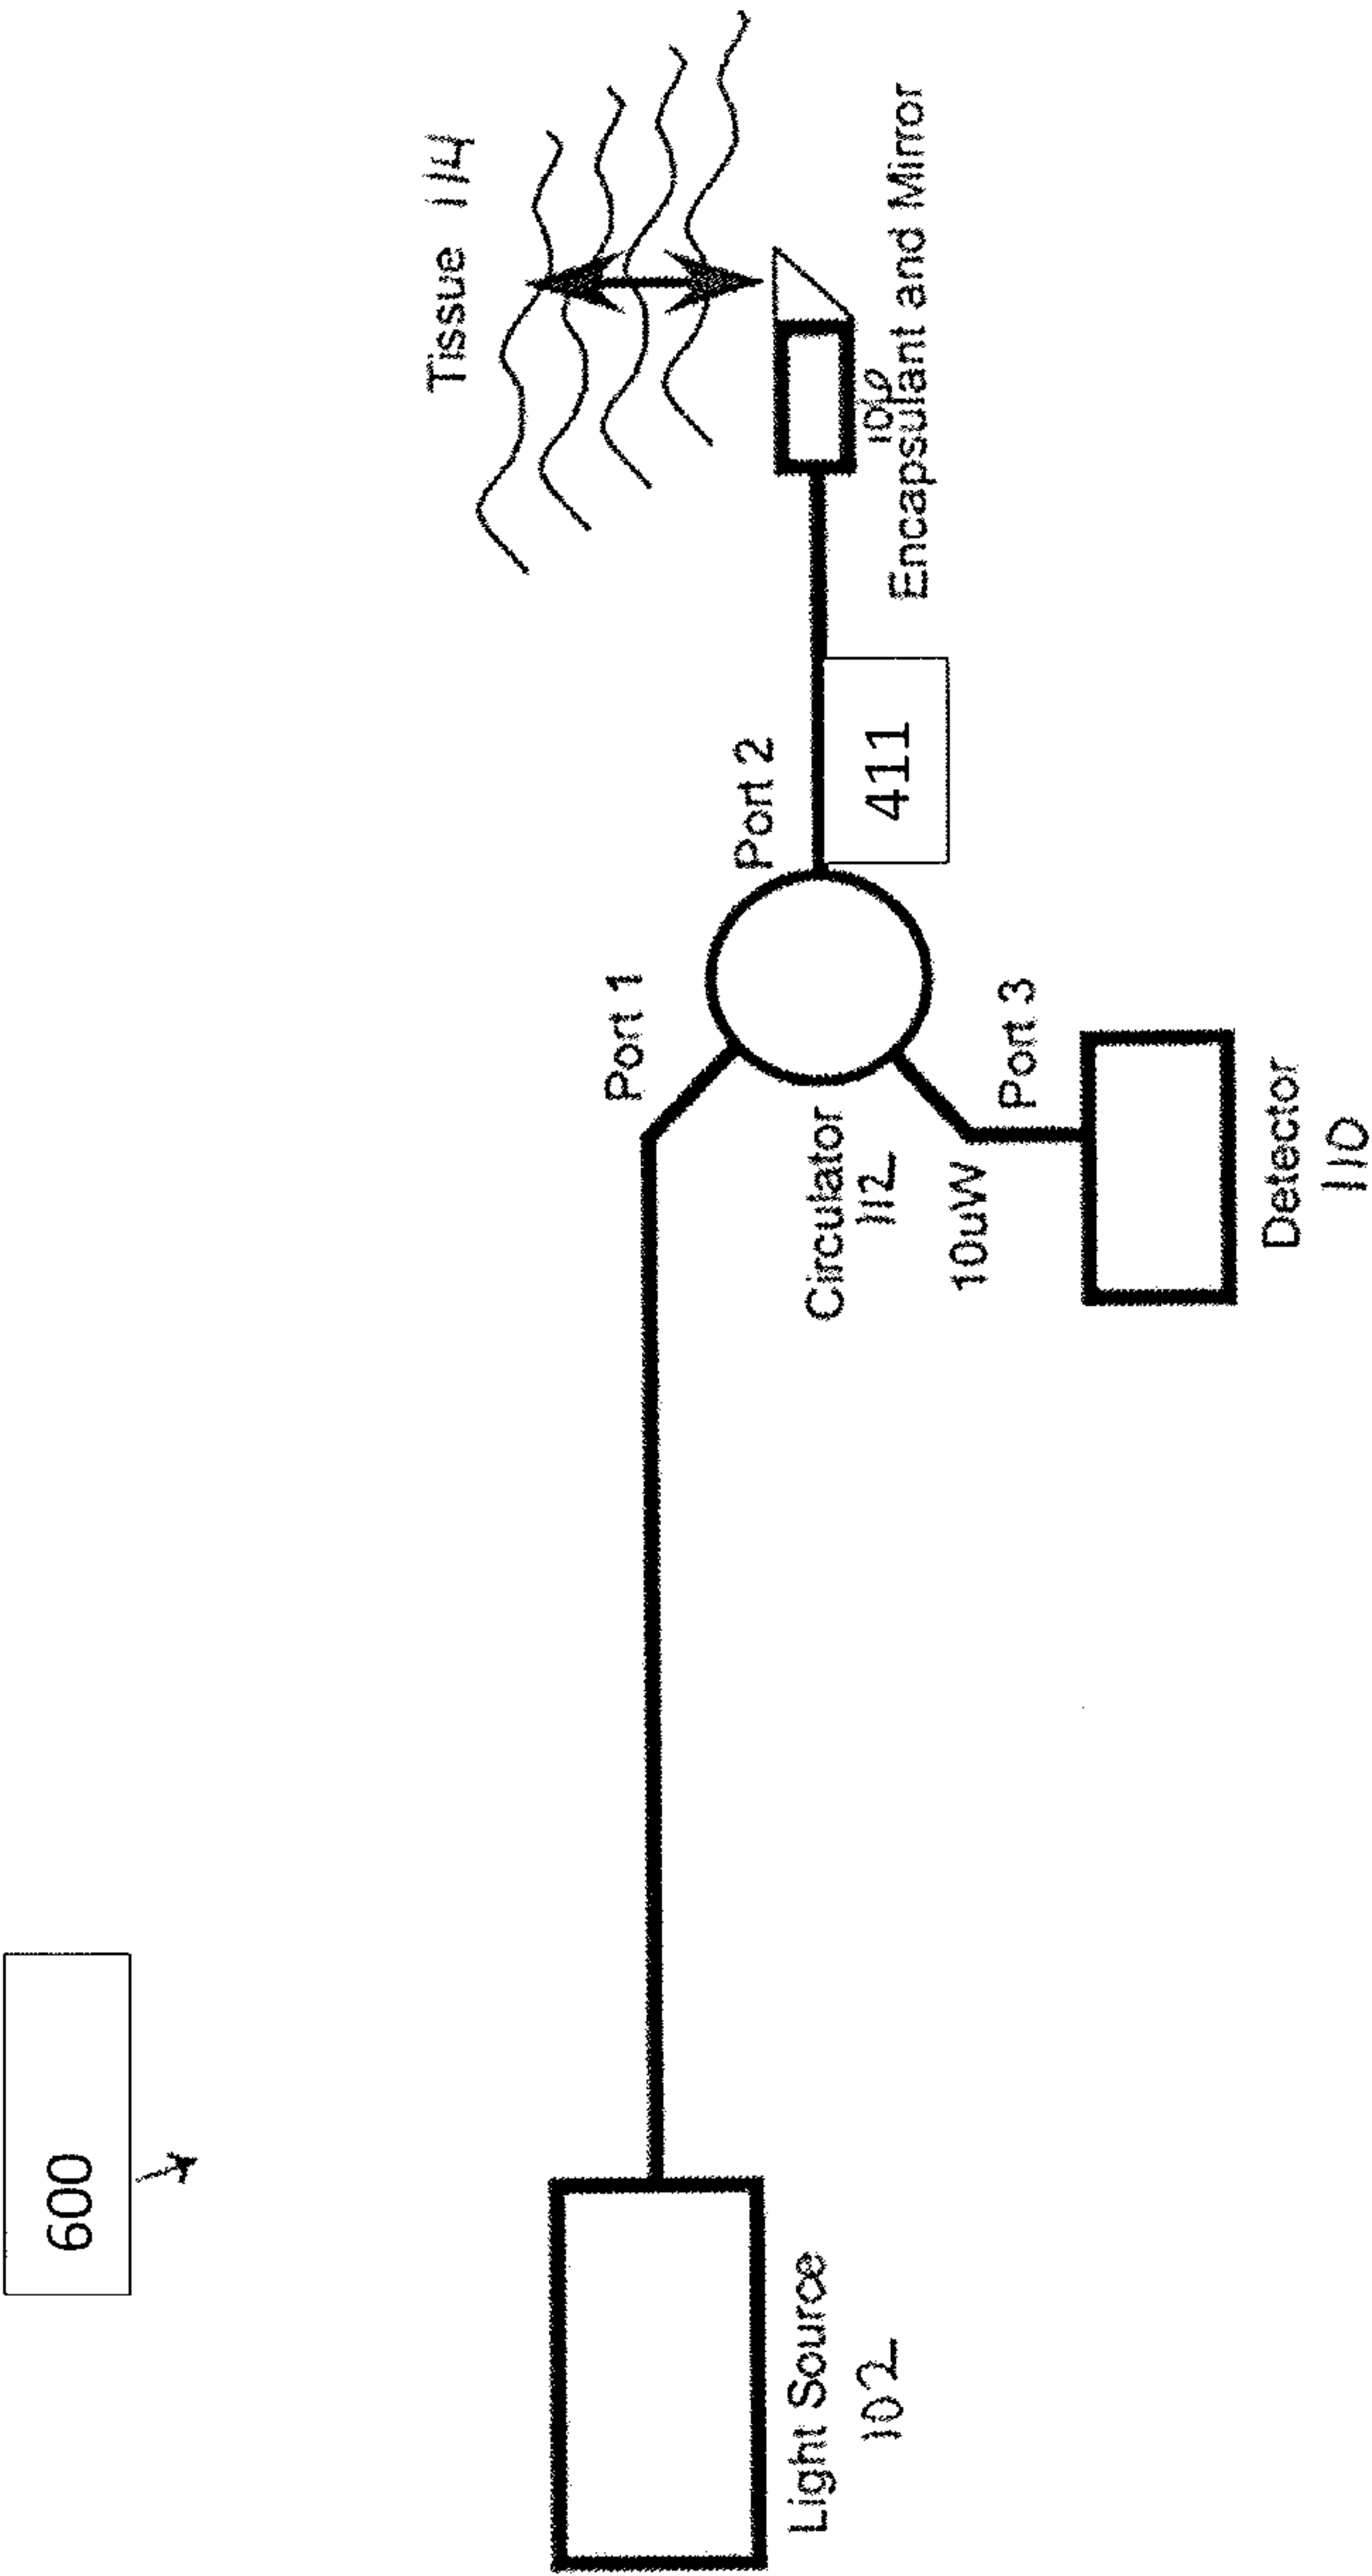 600
Tissue 114
Port 1
Port 2
411
106
Encapsulant and Mirror
Circulator
112
10uW
Port 3
Light Source
102
Detector
110